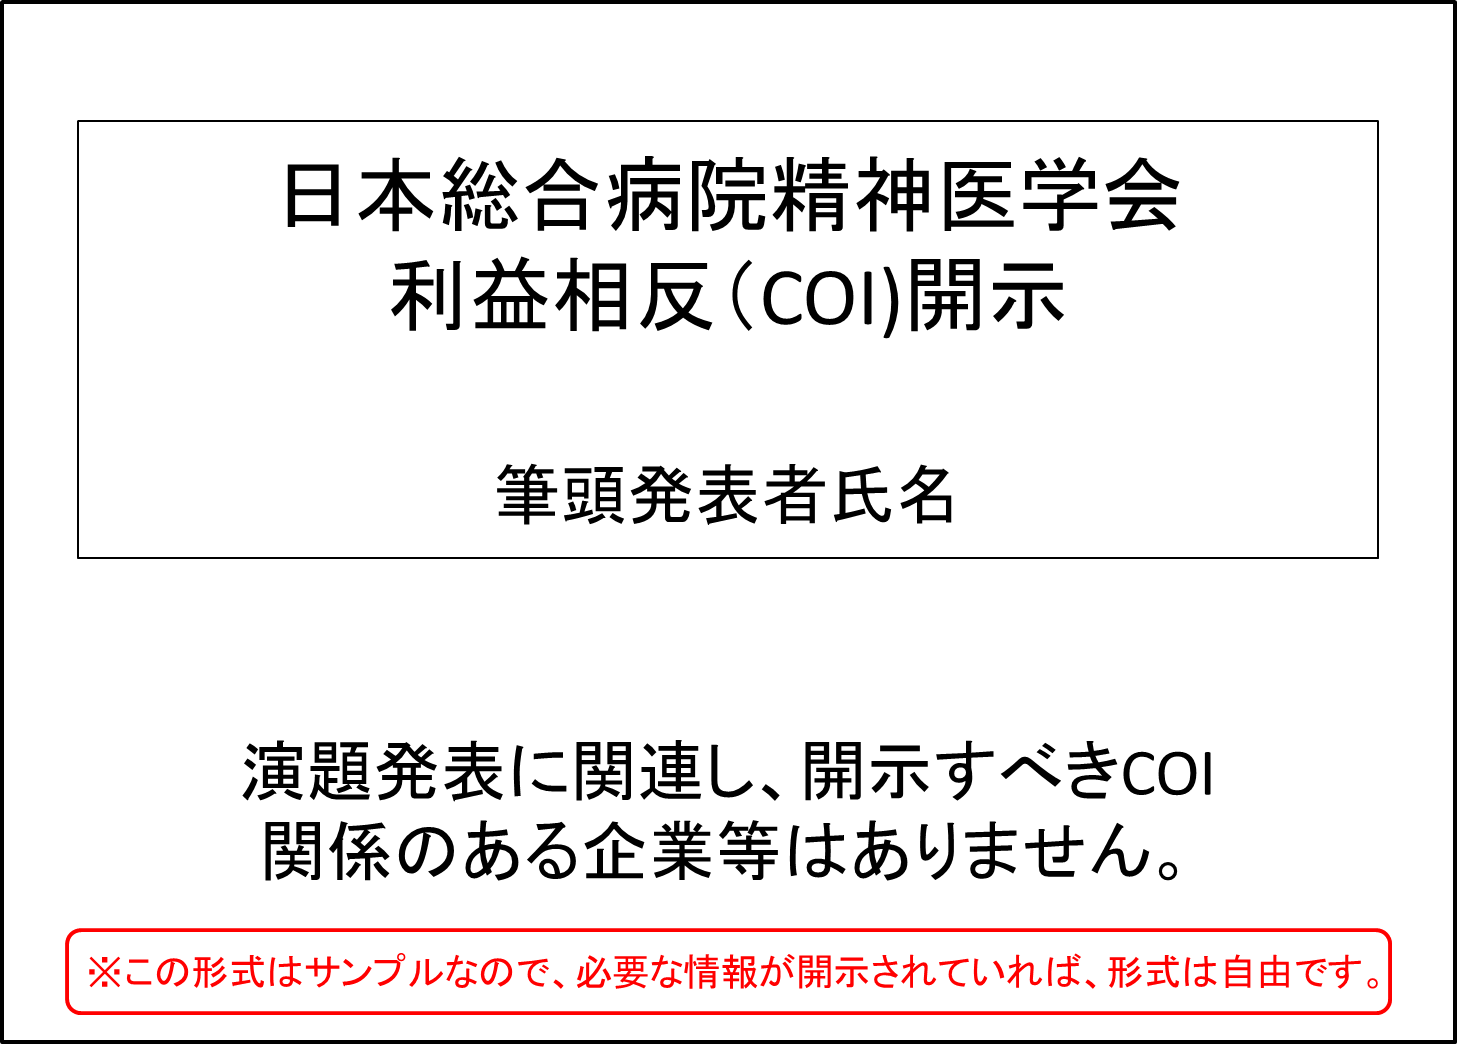 日本総合病院精神医学会
利益相反（COI)開示
筆頭発表者氏名
演題発表に関連し、開示すべきCOI
関係のある企業等はありません。
※この形式はサンプルなので、必要な情報が開示されていれば、形式は自由です。